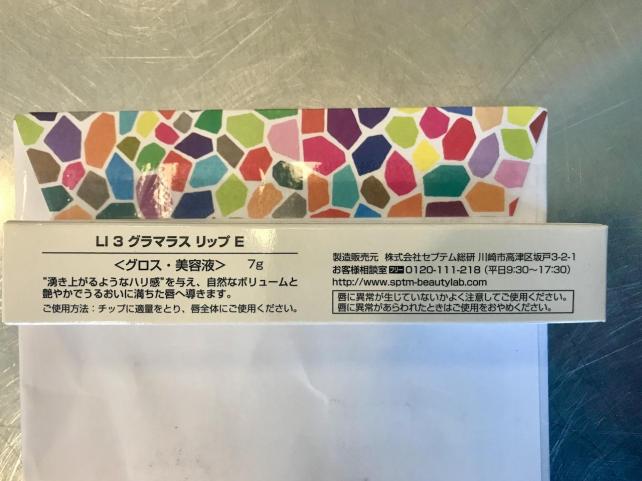 LI 3 グラマラス リップ E
<グロス・美容液> 7g
"湧き上がるようなハリ感"を与え、自然なボリュームと
艶やかでうるおいに満ちた唇へ導きます。
ご使用方法：チップに適量をとり、唇全体にご使用ください。
製造販売元 株式会社セプテム総研 川崎市高津区坂戸3-2-1
お客様相談室 フリー 0120-111-218 (平日9:30~17:30)
http://www.sptm-beautylab.com
唇に異常が生じていないかよく注意してご使用ください。
唇に異常があらわれたときはご使用をおやめください。